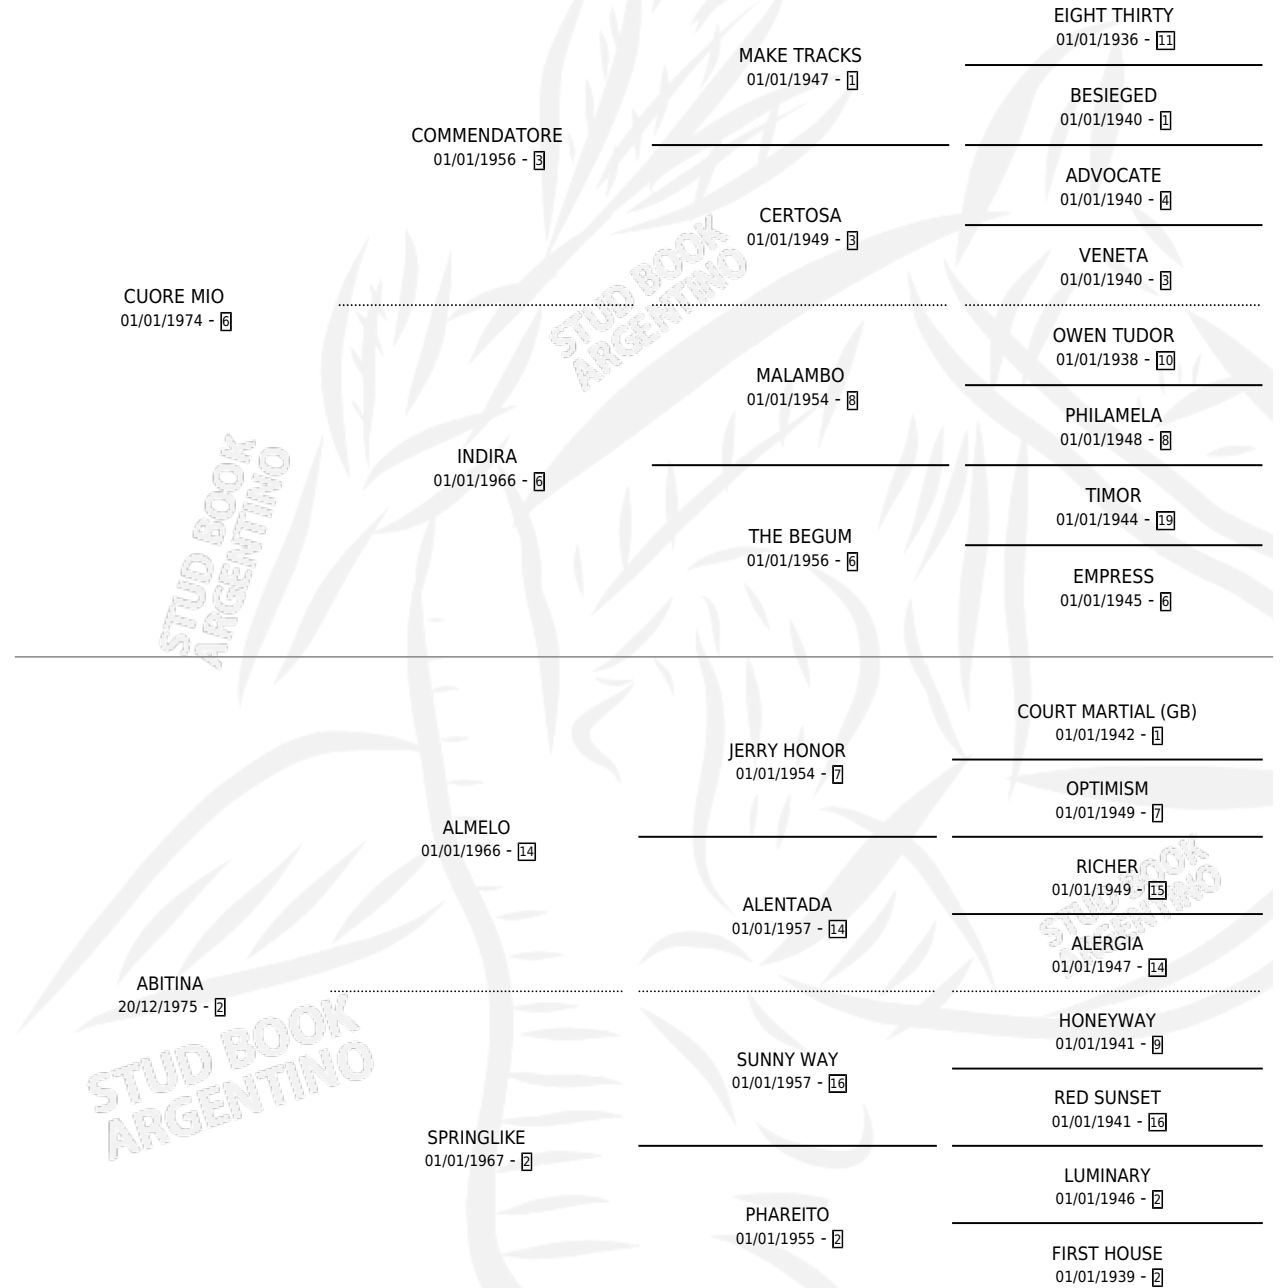 EIGHT THIRTY
01/01/1936 - 11
MAKE TRACKS
01/01/1947 - 1
BESIEGED
01/01/1940 - 1
COMMENDATORE
01/01/1956 - 3
ADVOCATE
01/01/1940 - 4
CERTOSA
01/01/1949 - 3
VENETA
01/01/1940 - 3
CUORE MIO
01/01/1974 - 6
OWEN TUDOR
01/01/1938 - 10
MALAMBO
01/01/1954 - 8
PHILAMELA
01/01/1948 - 8
INDIRA
01/01/1966 - 6
TIMOR
01/01/1944 - 19
THE BEGUM
01/01/1956 - 6
EMPRESS
01/01/1945 - 6
STUD BOOK
ARGENTINO
STUD BOOK
ARGENTINO
COURT MARTIAL (GB)
01/01/1942 - 1
JERRY HONOR
01/01/1954 - 7
OPTIMISM
01/01/1949 - 7
ALMELO
01/01/1966 - 14
RICHER
01/01/1949 - 15
ALENTADA
01/01/1957 - 14
ALERGIA
01/01/1947 - 14
ABITINA
20/12/1975 - 2
HONEYWAY
01/01/1941 - 9
SUNNY WAY
01/01/1957 - 16
RED SUNSET
01/01/1941 - 16
SPRINGLIKE
01/01/1967 - 2
LUMINARY
01/01/1946 - 2
PHAREITO
01/01/1955 - 2
FIRST HOUSE
01/01/1939 - 2
STUD BOOK
ARGENTINO
STUD BOOK
ARGENTINO